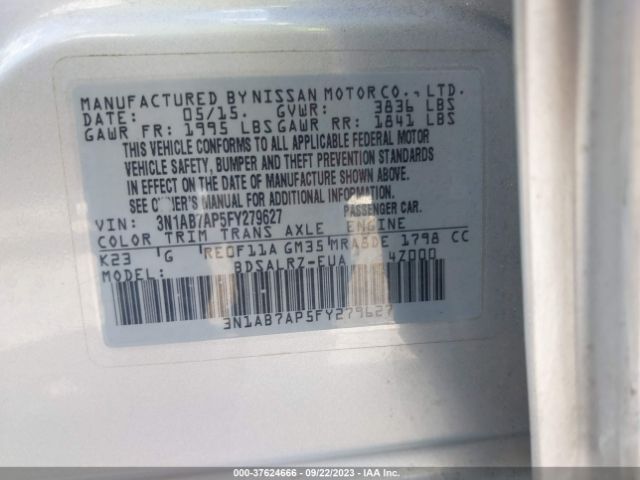 MANUFACTURED BY NISSAN MOTOR CO., LTD.
DATE: 05/15. GVWR: 3836 LBS
GAWR FR: 1995 LBS GAWR RR: 1841 LBS
THIS VEHICLE CONFORMS TO ALL APPLICABLE FEDERAL MOTOR
VEHICLE SAFETY, BUMPER AND THEFT PREVENTION STANDARDS
IN EFFECT ON THE DATE OF MANUFACTURE SHOWN ABOVE.
SEE OWNER'S MANUAL FOR ADDITIONAL INFORMATION.
VIN: 3N1AB7AP5FY279627 PASSENGER CAR.
COLOR TRIM TRANS AXLE ENGINE
K23 G RE0F11A GM35 MRA8DE 1798 CC
MODEL: BDSALRZ-EUA 4Z000
3N1AB7AP5FY279627
000-37624666 - 09/22/2023 - IAA Inc.